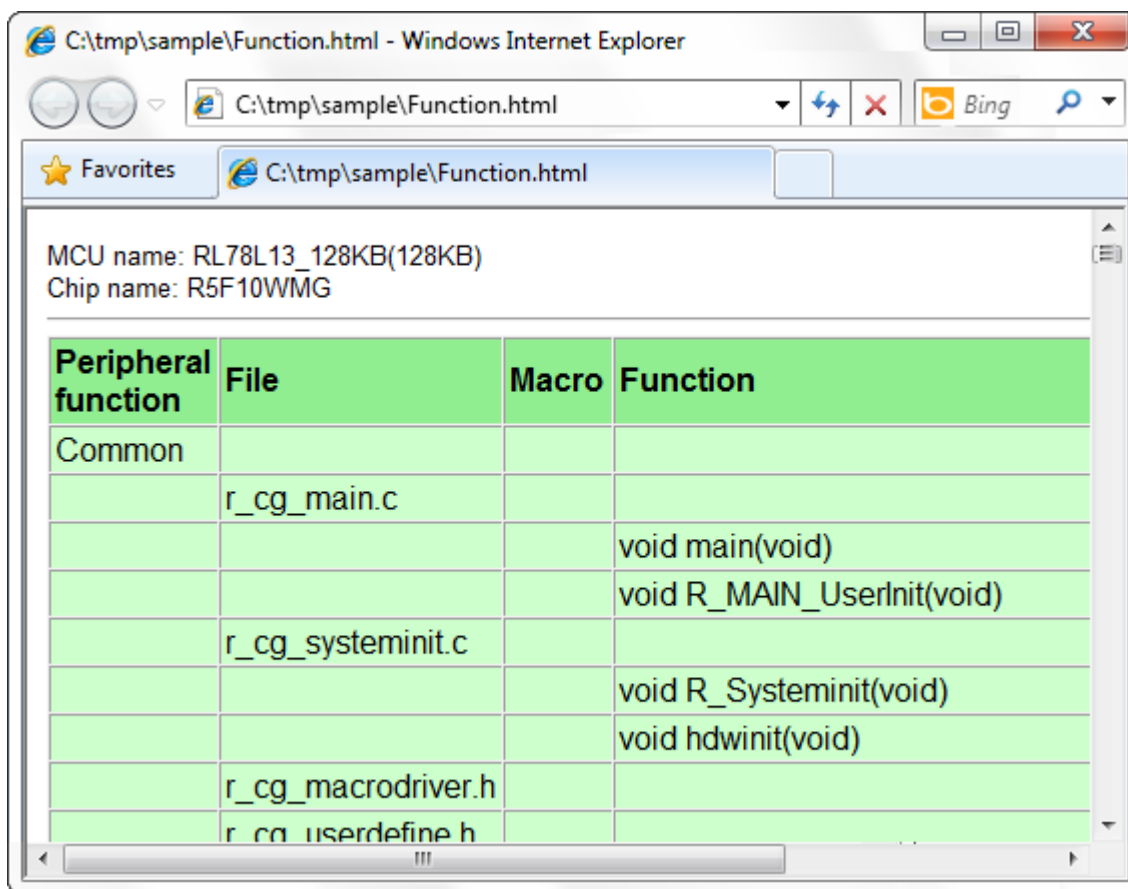 C:\tmp\sample\Function.html - Windows Internet Explorer
C:\tmp\sample\Function.html Bing
Favorites C:\tmp\sample\Function.html
MCU name: RL78L13_128KB(128KB)
Chip name: R5F10WMG
Peripheral function File Macro Function
Common
r_cg_main.c
void main(void)
void R_MAIN_UserInit(void)
r_cg_systeminit.c
void R_Systeminit(void)
void hdwinit(void)
r_cg_macrodriver.h
r_cg_userdefine.h